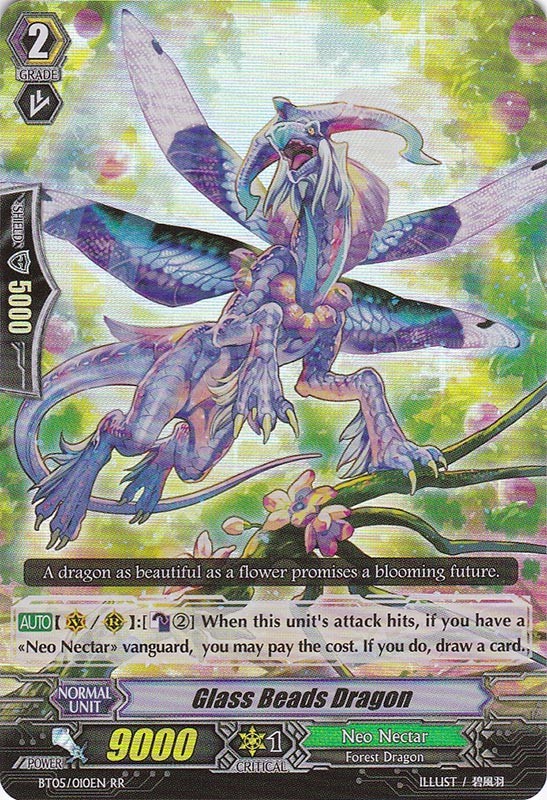 2
GRADE
SHIELD
5000
A dragon as beautiful as a flower promises a blooming future.
AUTO【 V / R 】:[ ②] When this unit's attack hits, if you have a
«Neo Nectar» vanguard, you may pay the cost. If you do, draw a card.
NORMAL
UNIT
Glass Beads Dragon
POWER
9000
1
CRITICAL
Neo Nectar
Forest Dragon
BT05/010EN RR
ILLUST / 碧風羽